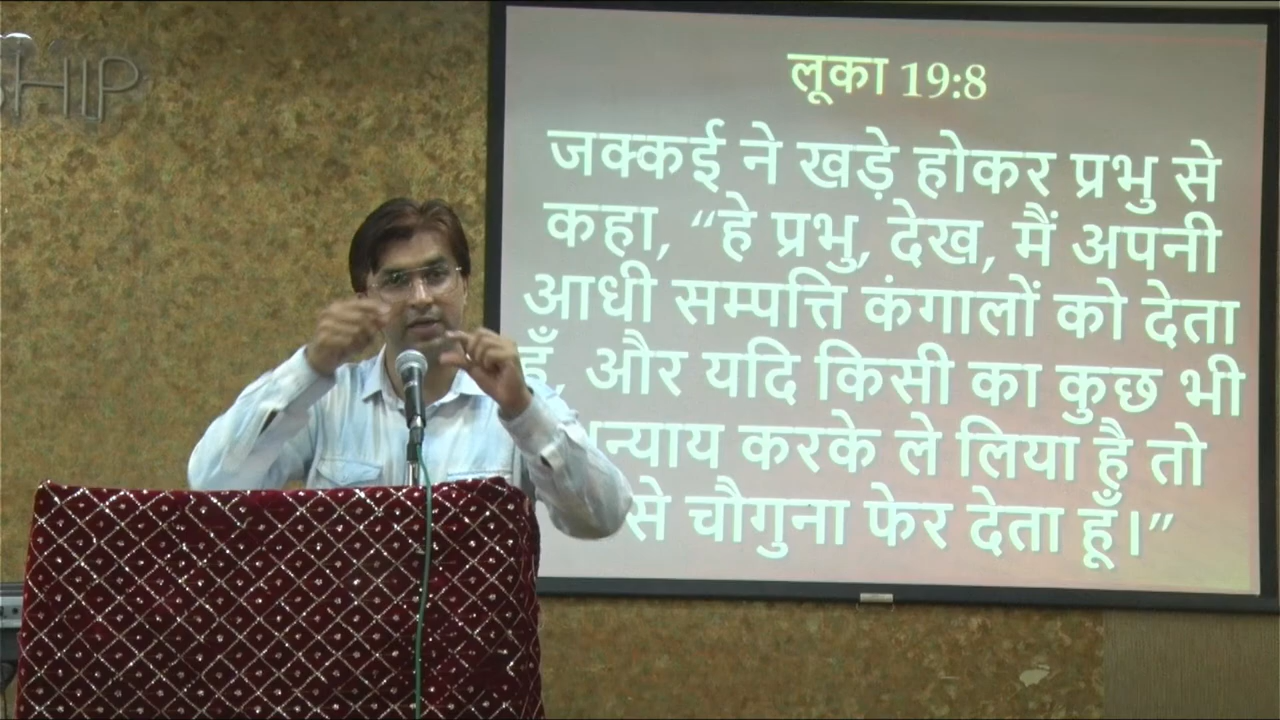 SHIP
लूका 19:8
जक्कई ने खड़े होकर प्रभु से
कहा, “हे प्रभु, देख, मैं अपनी
आधी सम्पत्ति कंगालों को देता
हूँ, और यदि किसी का कुछ भी
न्याय करके ले लिया है तो
से चौगुना फेर देता हूँ।”